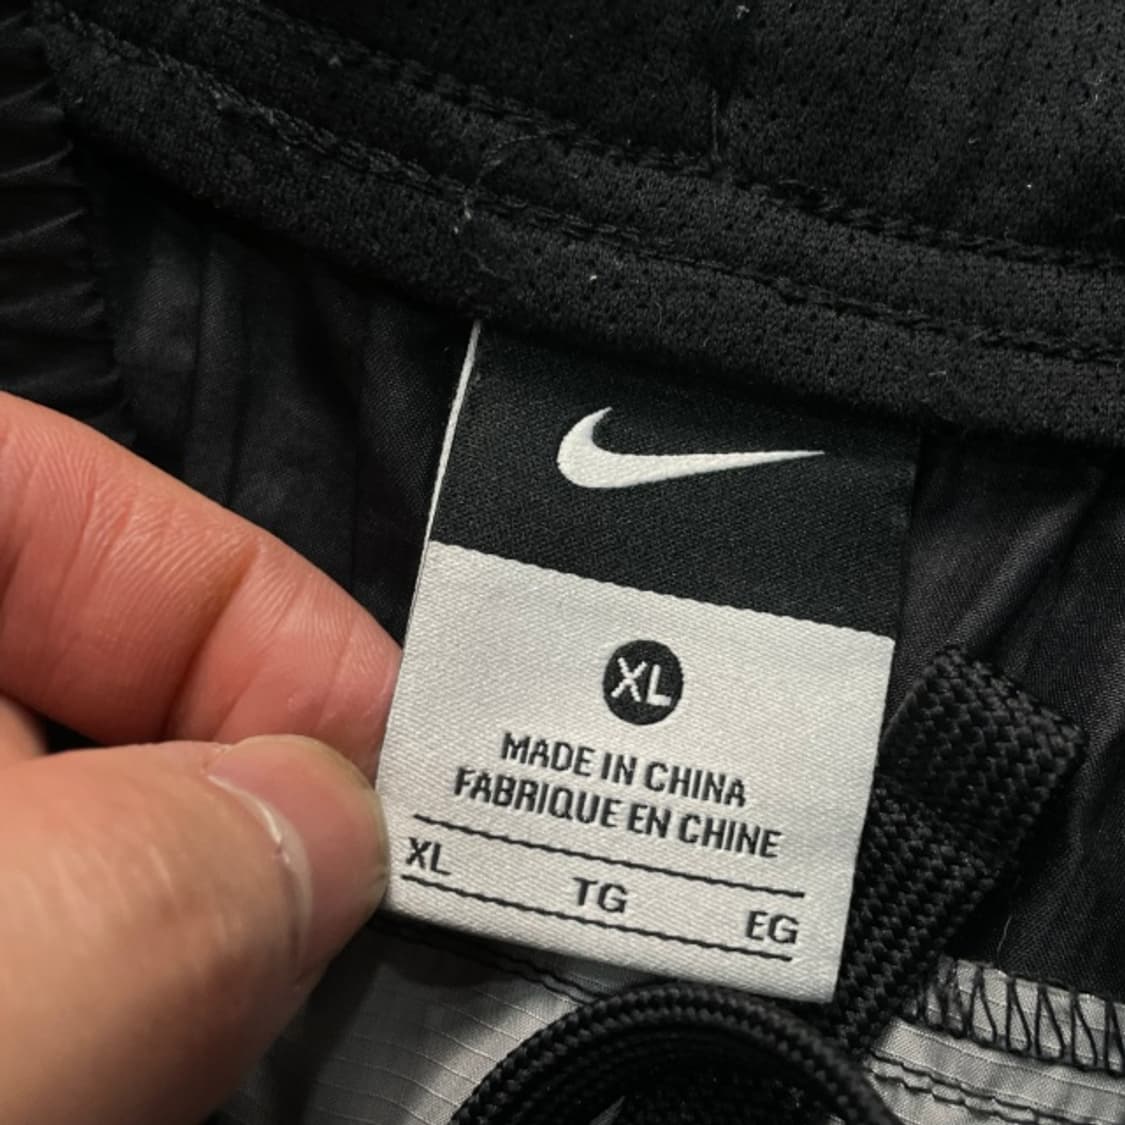 XL
MADE IN CHINA
FABRIQUE EN CHINE
XL TG EG